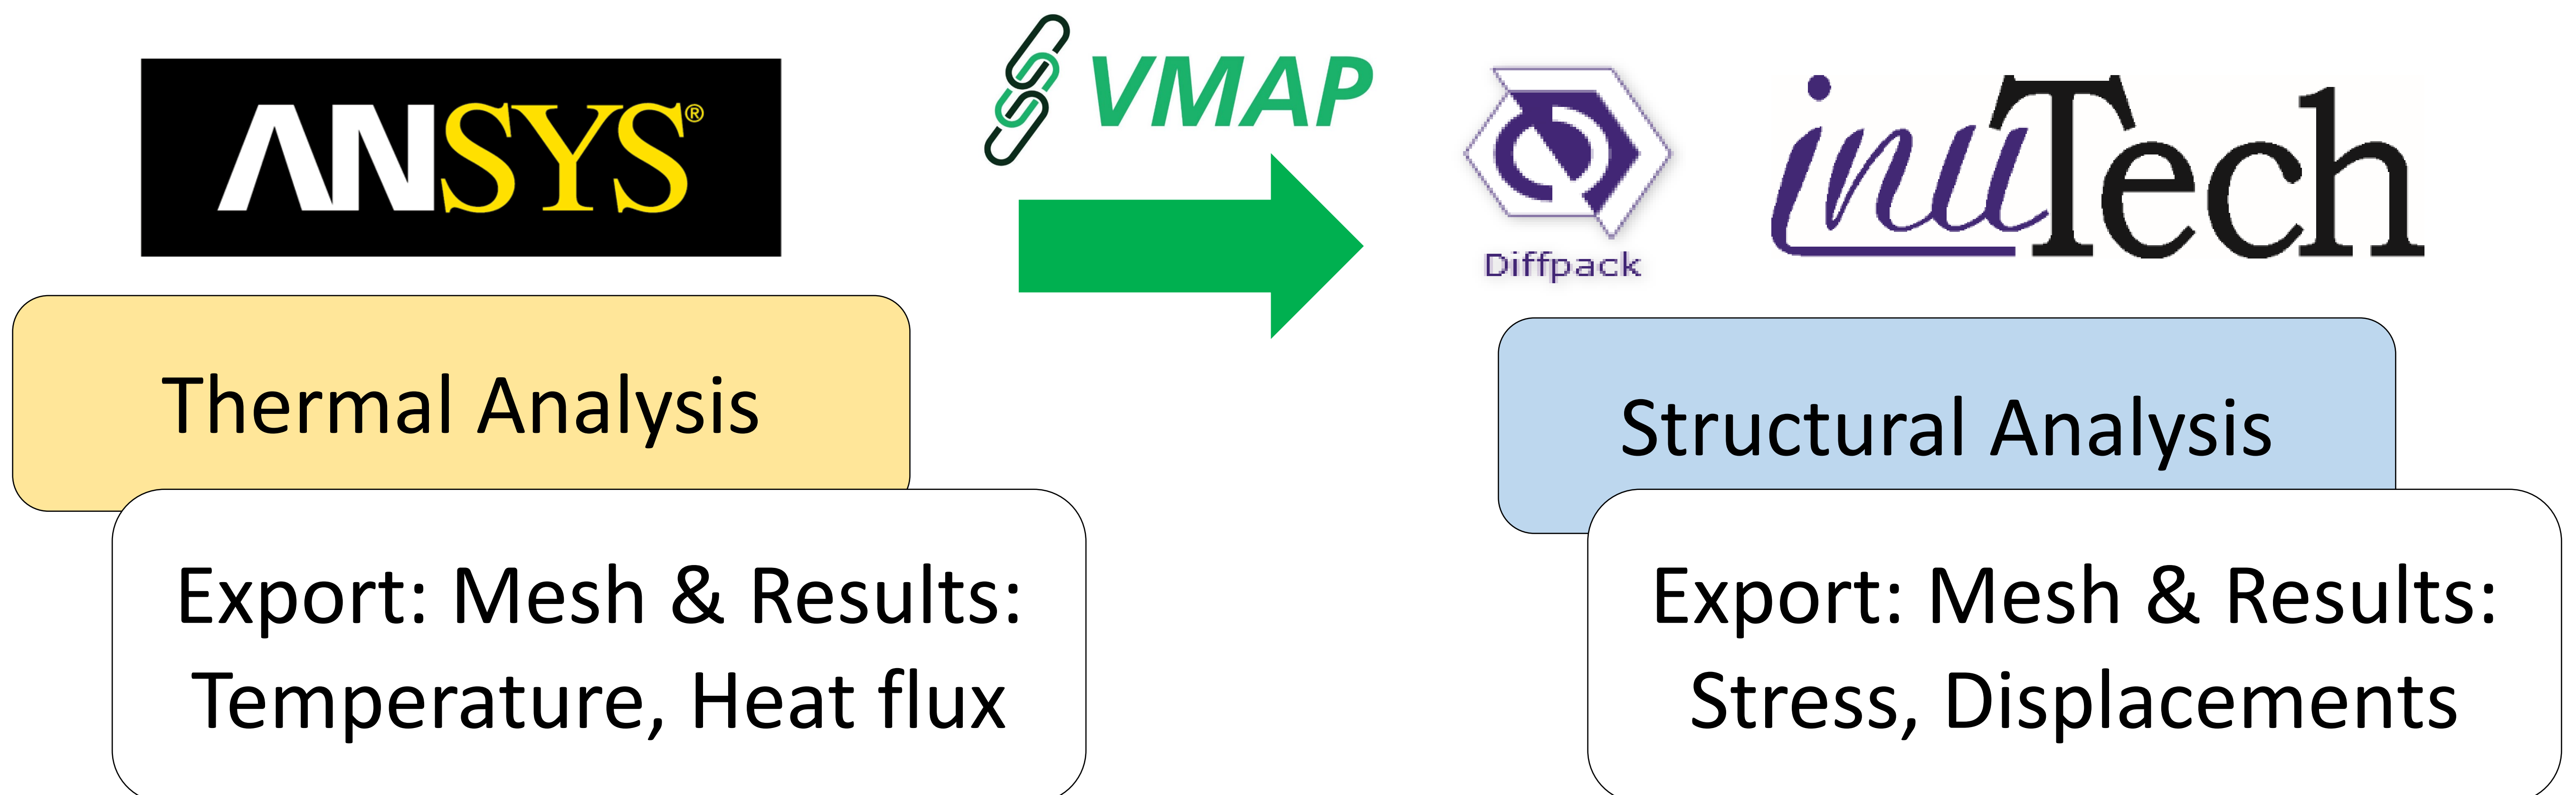 ANSYS®
VMAP
Diffpack
inuTech
Thermal Analysis
Export: Mesh & Results:
Temperature, Heat flux
Structural Analysis
Export: Mesh & Results:
Stress, Displacements